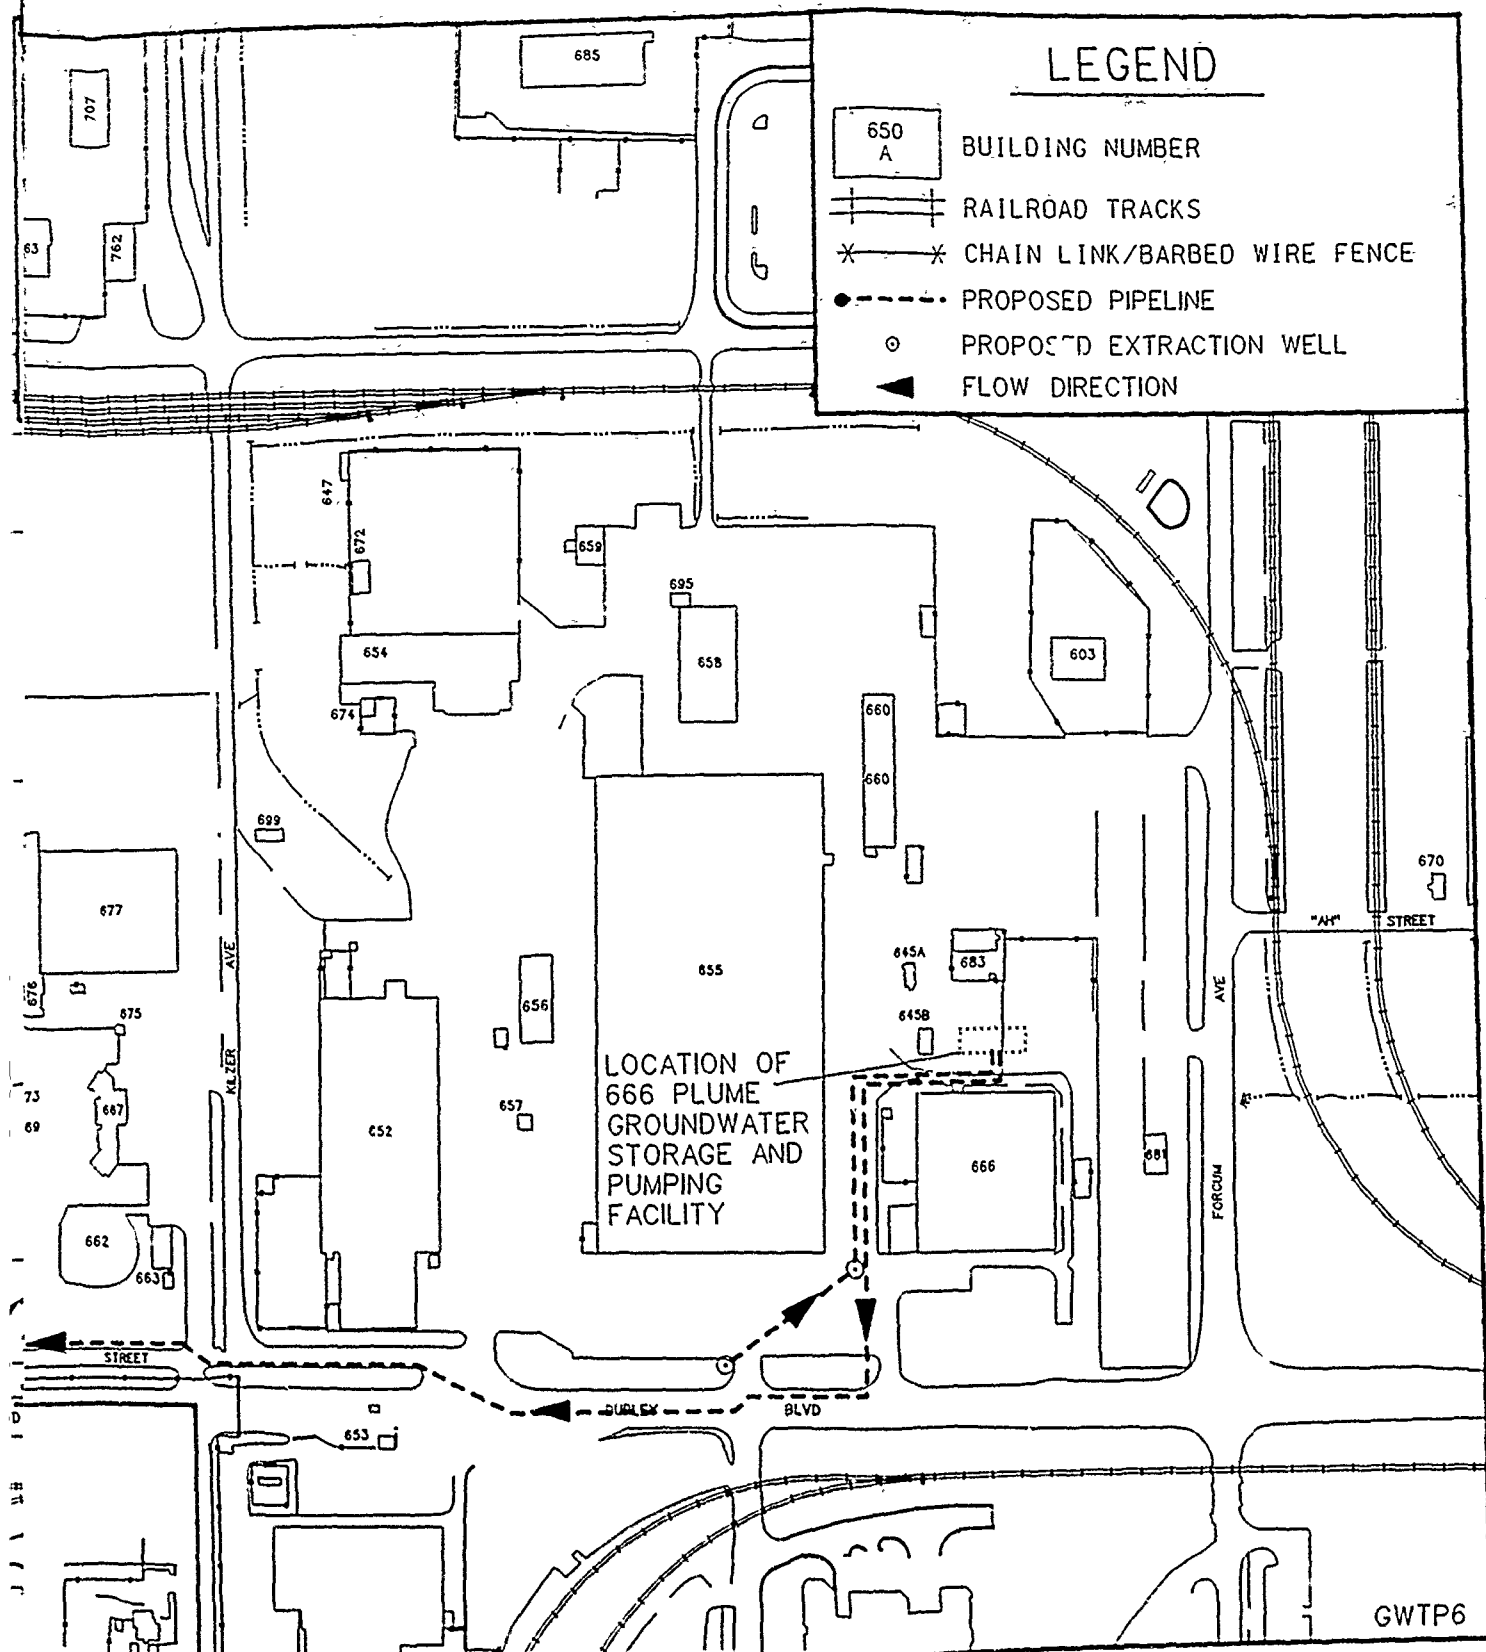 LEGEND
650
A
BUILDING NUMBER
RAILROAD TRACKS
CHAIN LINK/BARBED WIRE FENCE
PROPOSED PIPELINE
EXTRACTION WELL
FLOW DIRECTION
685
707
63
762
647
672
659
695
654
658
603
674
660
660
699
670
677
"AH" STREET
KILZER AVE
645A
683
655
656
676
675
645B
FORCUM AVE
LOCATION OF
666 PLUME
GROUNDWATER
STORAGE AND
PUMPING
FACILITY
73
667
657
69
652
666
681
662
663
STREET
BLVD
653
GWTP6